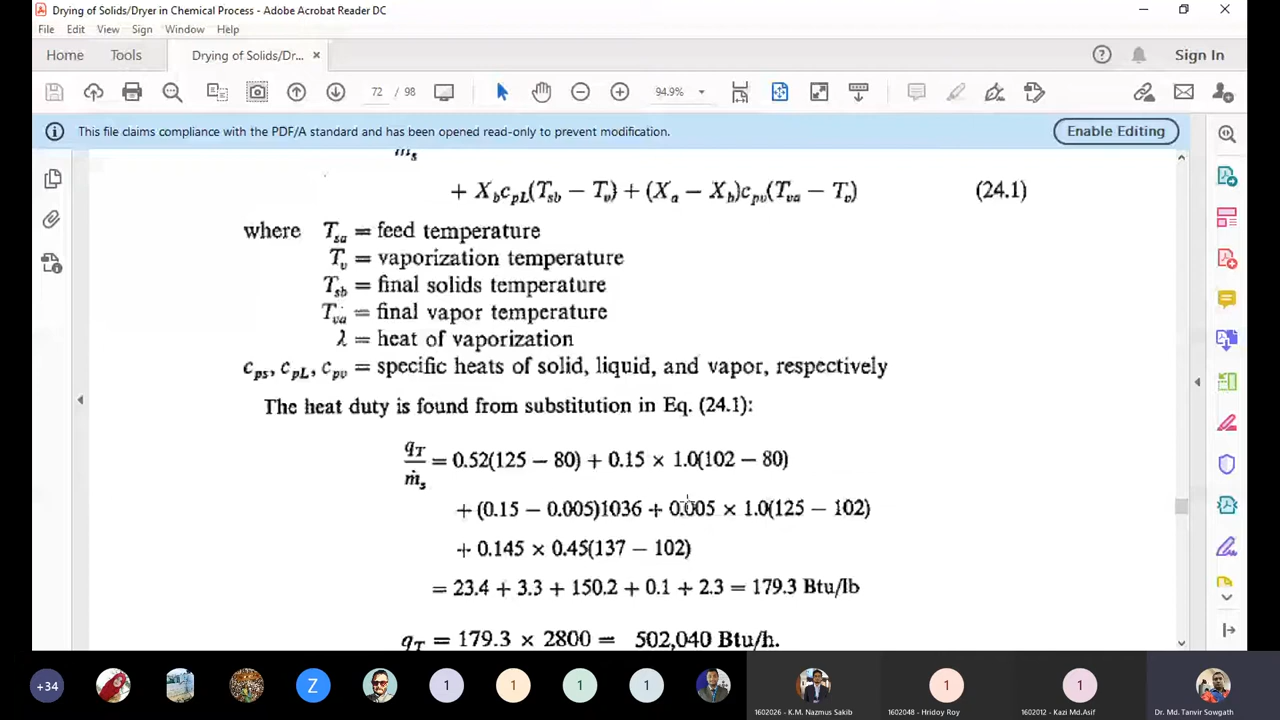 Drying of Solids/Dryer in Chemical Process - Adobe Acrobat Reader DC
File Edit View Sign Window Help
Home Tools Drying of Solids/Dr... × Sign In
72 / 98 94.9%
This file claims compliance with the PDF/A standard and has been opened read-only to prevent modification. Enable Editing
ṁₛ
+ X_b c_pL(T_sb − T_v) + (X_a − X_b)c_pv(T_va − T_v) (24.1)
where T_sa = feed temperature
T_v = vaporization temperature
T_sb = final solids temperature
T_va = final vapor temperature
λ = heat of vaporization
c_ps, c_pL, c_pv = specific heats of solid, liquid, and vapor, respectively
The heat duty is found from substitution in Eq. (24.1):
q_T/ṁ_s = 0.52(125 − 80) + 0.15 × 1.0(102 − 80)
+ (0.15 − 0.005)1036 + 0.005 × 1.0(125 − 102)
+ 0.145 × 0.45(137 − 102)
= 23.4 + 3.3 + 150.2 + 0.1 + 2.3 = 179.3 Btu/lb
q_T = 179.3 × 2800 = 502,040 Btu/h.
+34 Z 1 1 1 1 1 1
1602026 - K.M. Nazmus Sakib 1602048 - Hridoy Roy 1602012 - Kazi Md.Asif Dr. Md. Tanvir Sowgath